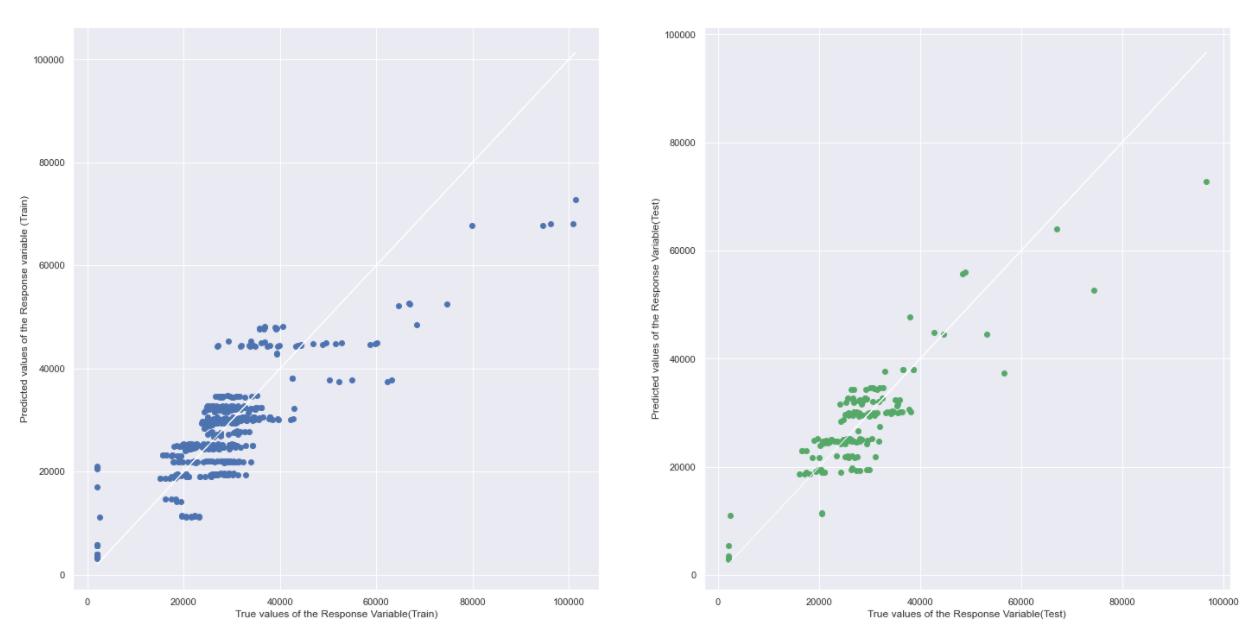 100000
80000
60000
40000
20000
0
Predicted values of the Response variable (Train)
0 20000 40000 60000 80000 100000
True values of the Response Variable(Train)
100000
80000
60000
40000
20000
0
Predicted values of the Response Variable(Test)
0 20000 40000 60000 80000 100000
True values of the Response Variable(Test)